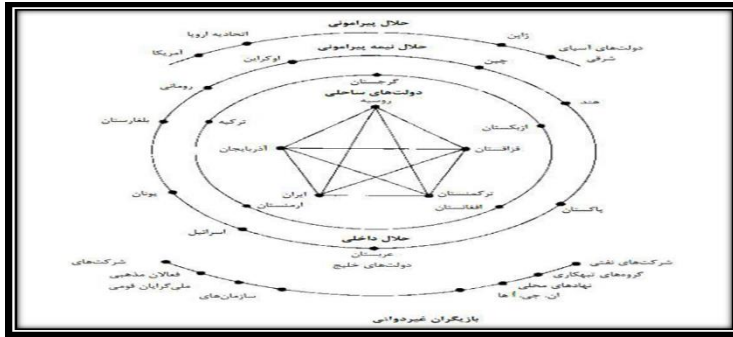 حلال پیرامونی
ژاپن
اتحادیه اروپا
دولت‌های آسیای
شرقی
آمریکا
حلال نیمه پیرامونی
اوکراین
چین
رومانی
گرجستان
هند
دولت‌های ساحلی
روسیه
بلغارستان
ترکیه
ازبکستان
آذربایجان
قزاقستان
یونان
ایران
ترکمنستان
ارمنستان
افغانستان
پاکستان
اسرائیل
حلال داخلی
عربستان
دولت‌های خلیج
شرکت‌های نفتی
شرکت‌های
گروه‌های تبهکاری
فعالان مذهبی
نهادهای محلی
ملی‌گرایان قومی
ان. جی. اُ ها
سازمان‌های
بازیگران غیردولتی